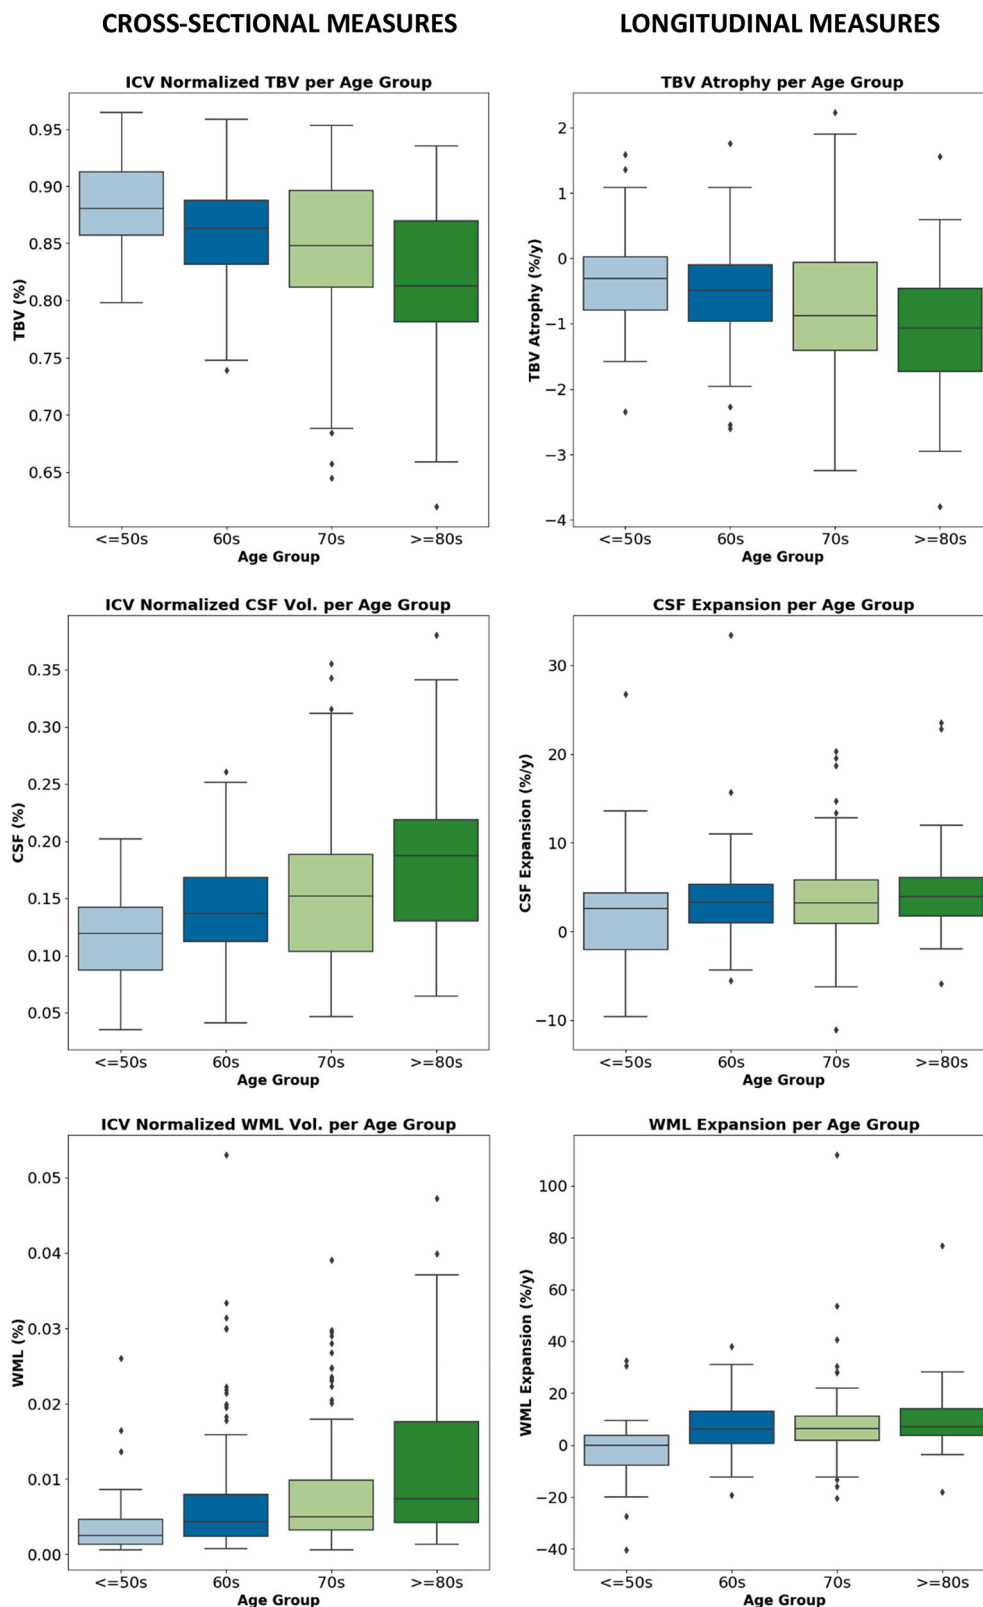 CROSS-SECTIONAL MEASURES
LONGITUDINAL MEASURES
ICV Normalized TBV per Age Group
TBV (%)
0.95
0.90
0.85
0.80
0.75
0.70
0.65
<=50s 60s 70s >=80s
Age Group
TBV Atrophy per Age Group
TBV Atrophy (%/y)
2
1
0
−1
−2
−3
−4
<=50s 60s 70s >=80s
Age Group
ICV Normalized CSF Vol. per Age Group
CSF (%)
0.35
0.30
0.25
0.20
0.15
0.10
0.05
<=50s 60s 70s >=80s
Age Group
CSF Expansion per Age Group
CSF Expansion (%/y)
30
20
10
0
−10
<=50s 60s 70s >=80s
Age Group
ICV Normalized WML Vol. per Age Group
WML (%)
0.05
0.04
0.03
0.02
0.01
0.00
<=50s 60s 70s >=80s
Age Group
WML Expansion per Age Group
WML Expansion (%/y)
100
80
60
40
20
0
−20
−40
<=50s 60s 70s >=80s
Age Group